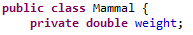 public class Mammal {
    private double weight;